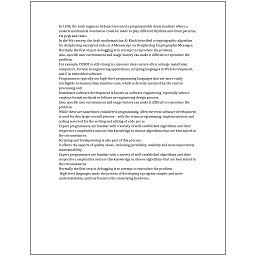 In 1206, the Arab engineer Al-Jazari invented a programmable drum machine where a
musical mechanical automaton could be made to play different rhythms and drum patterns,
via pegs and cams.
In the 9th century, the Arab mathematician Al-Kindi described a cryptographic algorithm
for deciphering encrypted code, in A Manuscript on Deciphering Cryptographic Messages.
Normally the first step in debugging is to attempt to reproduce the problem.
Also, specific user environment and usage history can make it difficult to reproduce the
problem.
For example, COBOL is still strong in corporate data centers often on large mainframe
computers, Fortran in engineering applications, scripting languages in Web development,
and C in embedded software.
Programmers typically use high-level programming languages that are more easily
intelligible to humans than machine code, which is directly executed by the central
processing unit.
Sometimes software development is known as software engineering, especially when it
employs formal methods or follows an engineering design process.
Also, specific user environment and usage history can make it difficult to reproduce the
problem.
While these are sometimes considered programming, often the term software development
is used for this larger overall process – with the terms programming, implementation, and
coding reserved for the writing and editing of code per se.
Expert programmers are familiar with a variety of well-established algorithms and their
respective complexities and use this knowledge to choose algorithms that are best suited to
the circumstances.
Scripting and breakpointing is also part of this process.
It affects the aspects of quality above, including portability, usability and most importantly
maintainability.
Expert programmers are familiar with a variety of well-established algorithms and their
respective complexities and use this knowledge to choose algorithms that are best suited to
the circumstances.
Normally the first step in debugging is to attempt to reproduce the problem.
High-level languages made the process of developing a program simpler and more
understandable, and less bound to the underlying hardware.